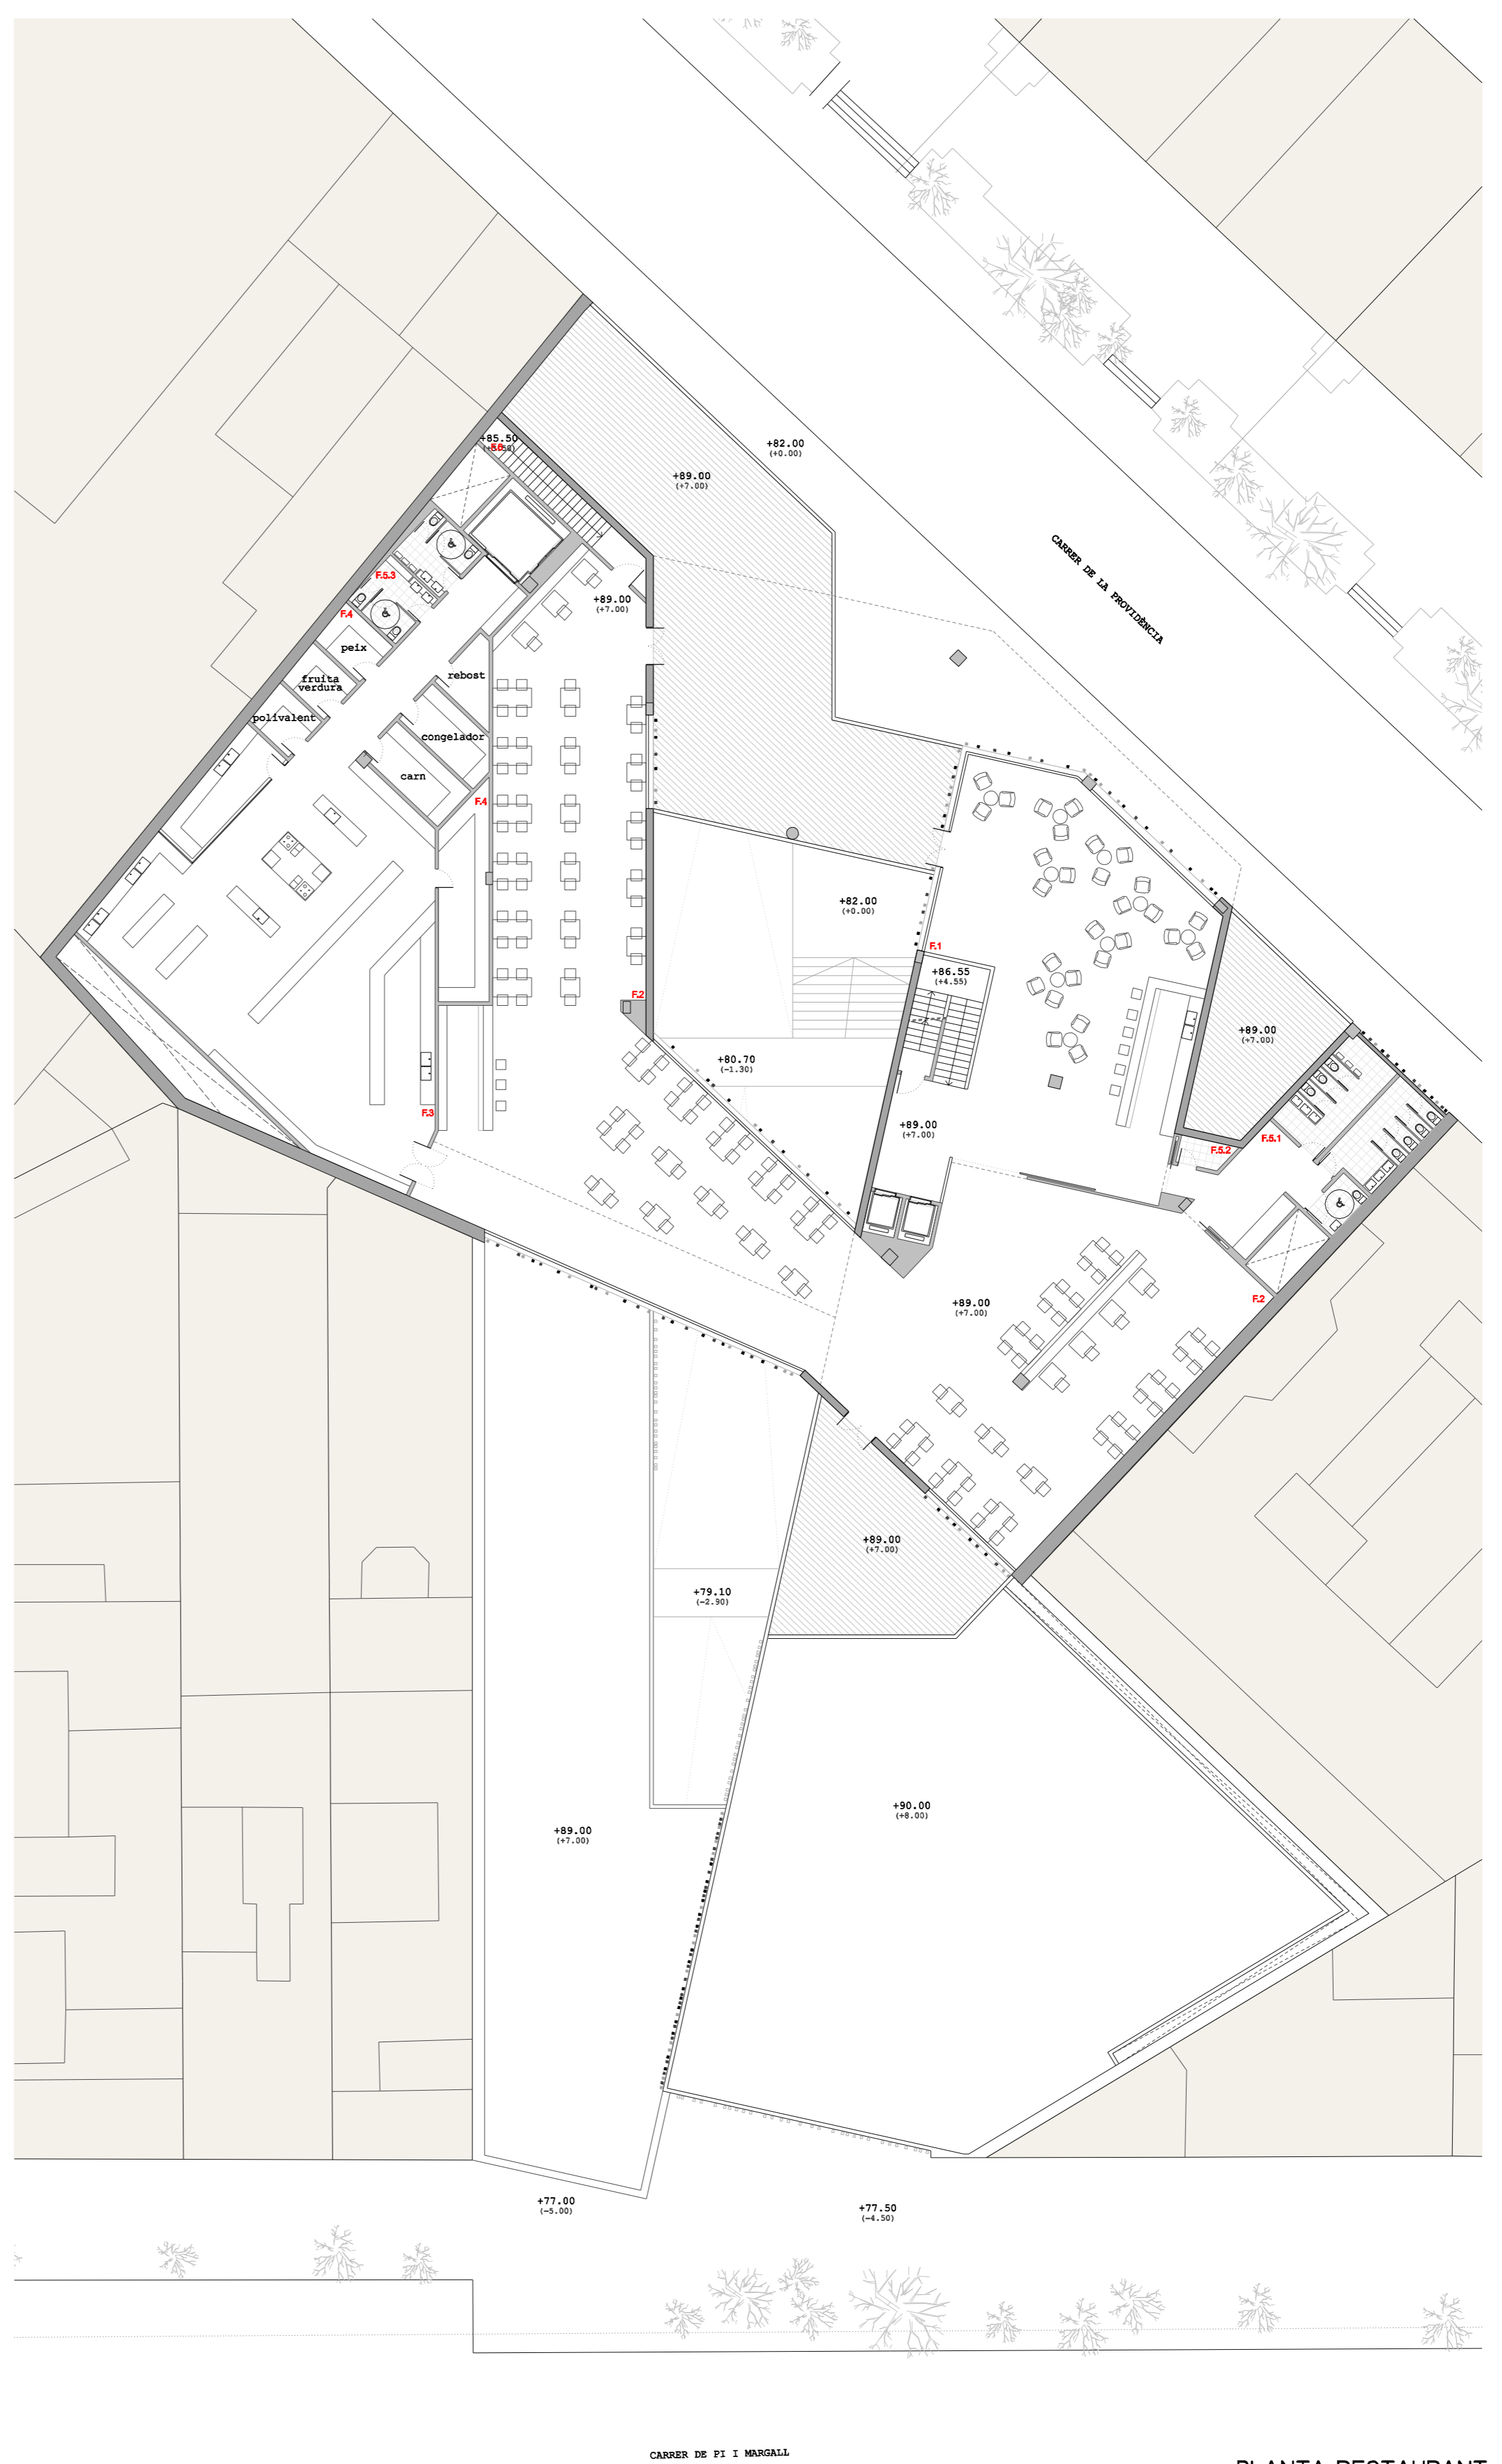 +85.50
+82.00
(+0.00)
+89.00
(+7.00)
CARRER DE LA PROVIDÈNCIA
F.5.3
+89.00
(+7.00)
F.4
peix
rebost
fruita
verdura
polivalent
congelador
carn
F.4
+82.00
(+0.00)
F.1
+86.55
(+4.55)
F.2
+89.00
(+7.00)
+80.70
(-1.30)
F.3
+89.00
(+7.00)
F.5.1
F.5.2
+89.00
(+7.00)
F.2
+89.00
(+7.00)
+79.10
(-2.90)
+90.00
(+8.00)
+89.00
(+7.00)
+77.00
(-5.00)
+77.50
(-4.50)
CARRER DE PI I MARGALL
PLANTA RESTAURANT